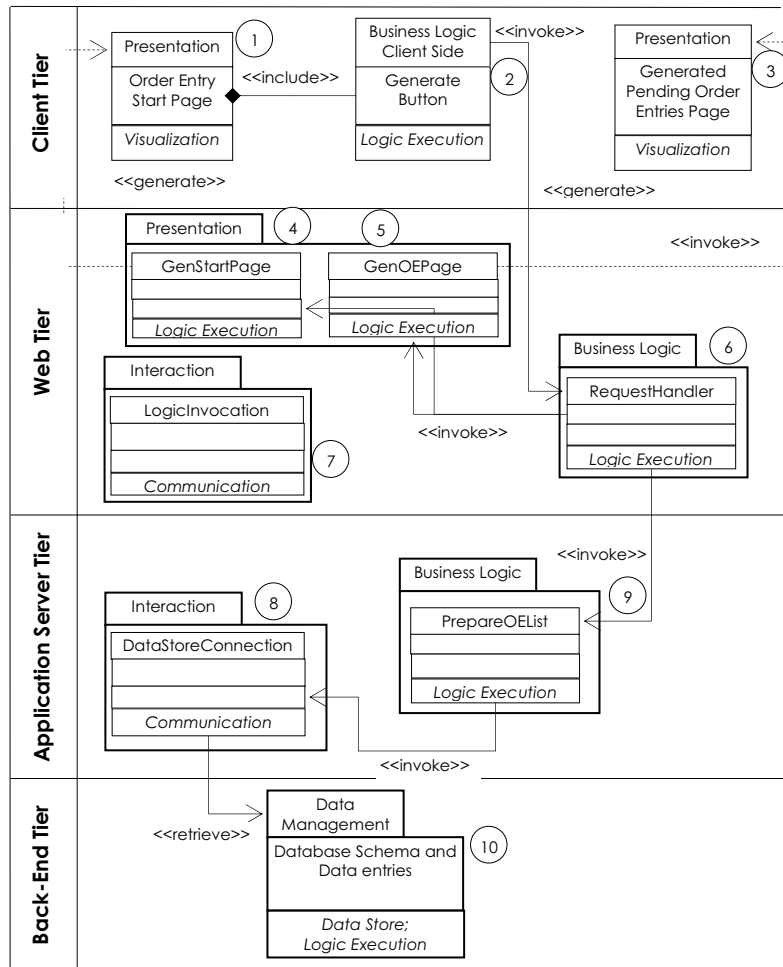 Client Tier
Presentation
1
Order Entry
Start Page
Visualization
<<include>>
Business Logic
Client Side
Generate
Button
Logic Execution
<<invoke>>
2
Presentation
Generated
Pending Order
Entries Page
Visualization
3
<<generate>>
<<generate>>
Web Tier
Presentation
4
5
<<invoke>>
GenStartPage
Logic Execution
GenOEPage
Logic Execution
Business Logic
6
RequestHandler
Logic Execution
<<invoke>>
Interaction
LogicInvocation
Communication
7
Application Server Tier
<<invoke>>
Business Logic
9
PrepareOEList
Logic Execution
Interaction
8
DataStoreConnection
Communication
<<invoke>>
Back-End Tier
<<retrieve>>
Data
Management
Database Schema and
Data entries
Data Store;
Logic Execution
10